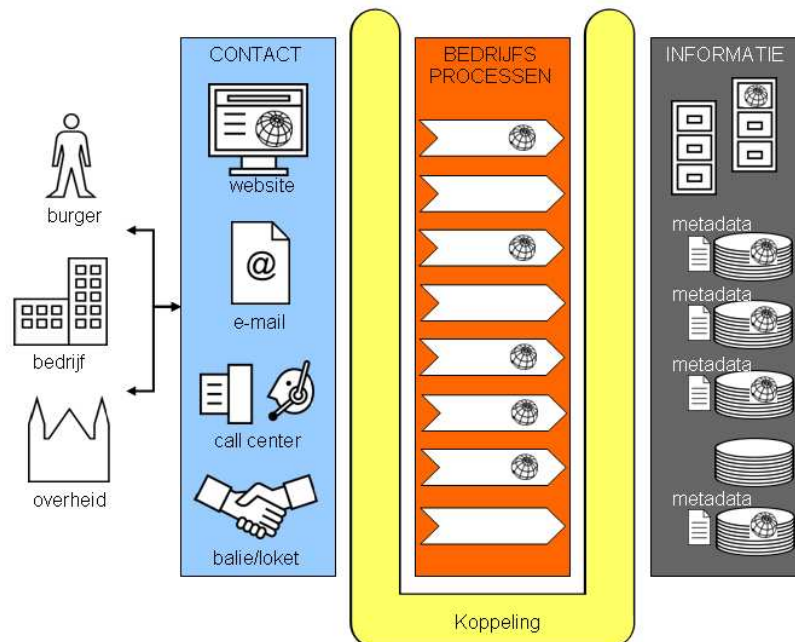 CONTACT
website
@
e-mail
call center
balie/loket
burger
bedrijf
overheid
BEDRIJFS
PROCESSEN
INFORMATIE
metadata
metadata
metadata
metadata
Koppeling